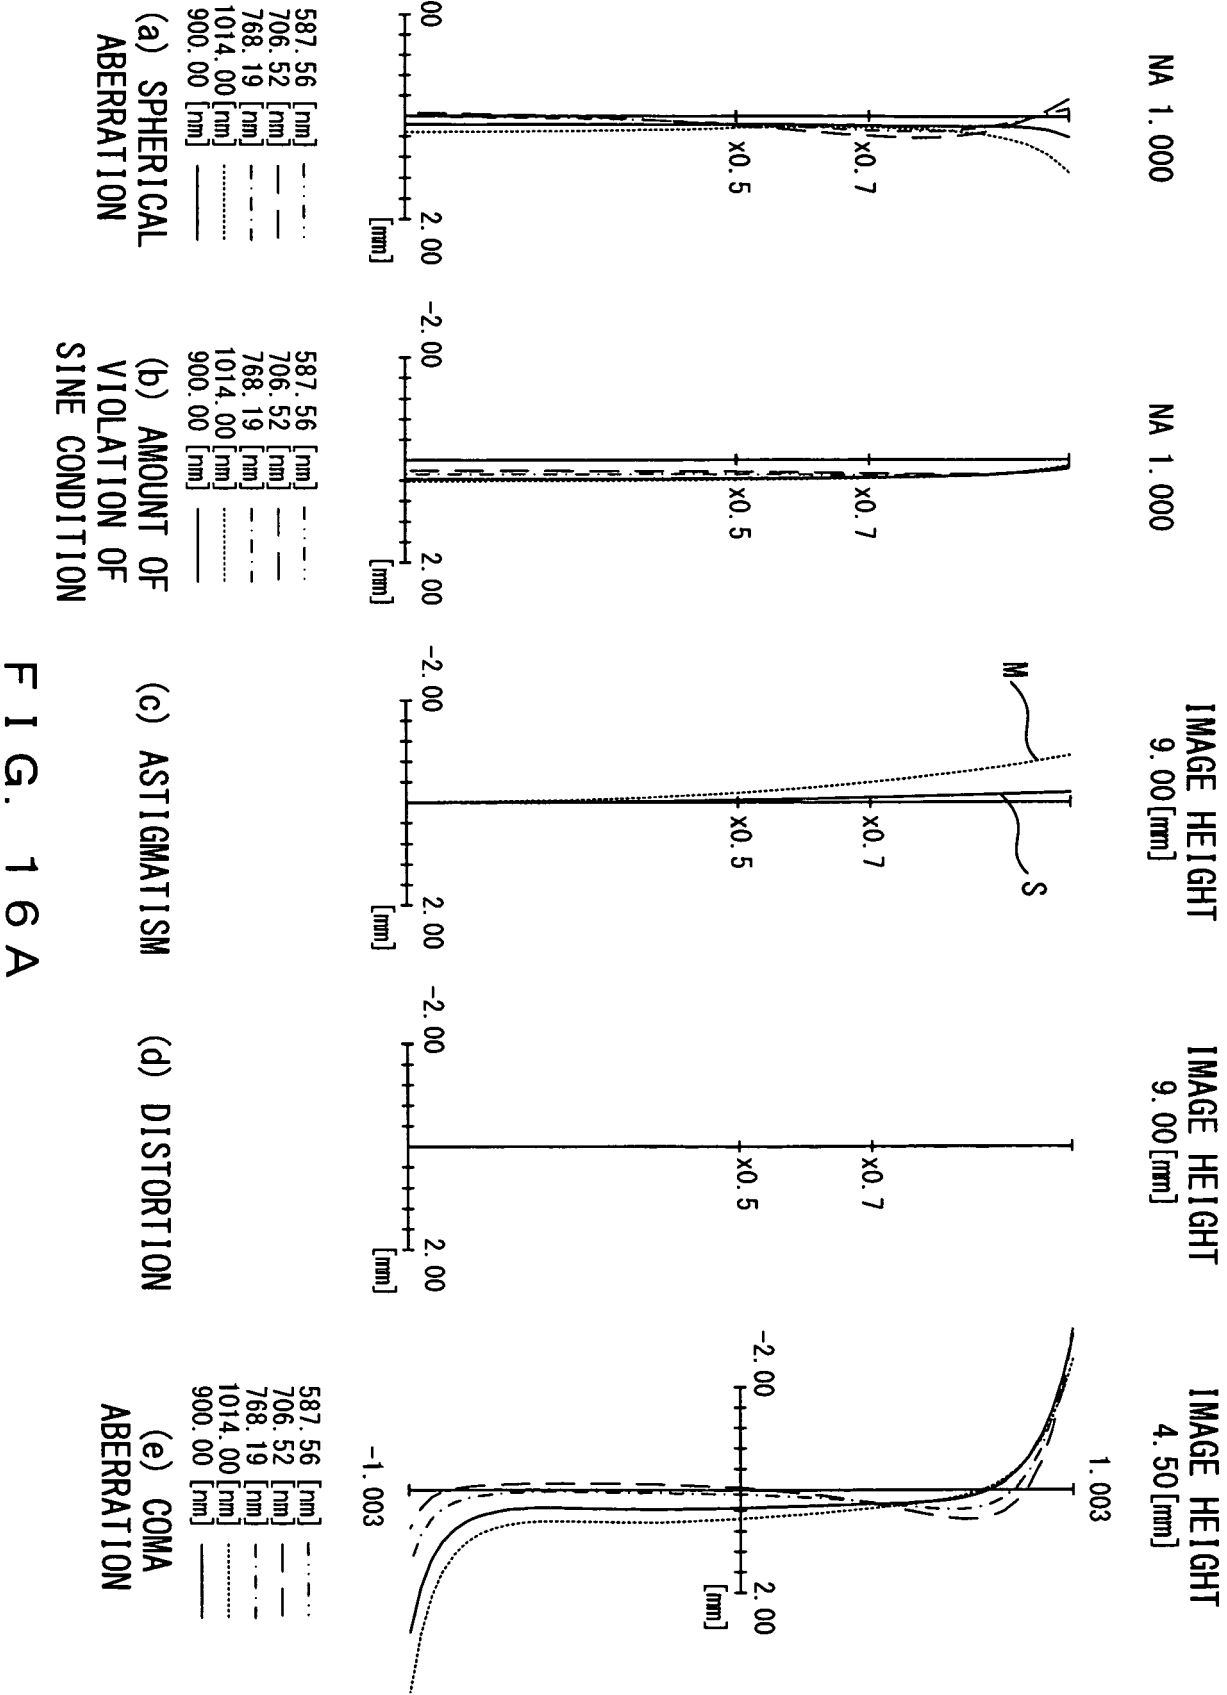 NA 1.000
x0.7
x0.5
00
2.00
[mm]
587.56 [nm]
706.52 [nm]
768.19 [nm]
1014.00[nm]
900.00 [nm]
(a) SPHERICAL
ABERRATION
NA 1.000
x0.7
x0.5
-2.00
2.00
[mm]
587.56 [nm]
706.52 [nm]
768.19 [nm]
1014.00[nm]
900.00 [nm]
(b) AMOUNT OF
VIOLATION OF
SINE CONDITION
IMAGE HEIGHT
9.00[mm]
M
S
x0.7
x0.5
-2.00
2.00
[mm]
(c) ASTIGMATISM
IMAGE HEIGHT
9.00[mm]
x0.7
x0.5
-2.00
2.00
[mm]
(d) DISTORTION
IMAGE HEIGHT
4.50[mm]
1.003
-2.00
2.00
[mm]
-1.003
587.56 [nm]
706.52 [nm]
768.19 [nm]
1014.00[nm]
900.00 [nm]
(e) COMA
ABERRATION
FIG. 16A